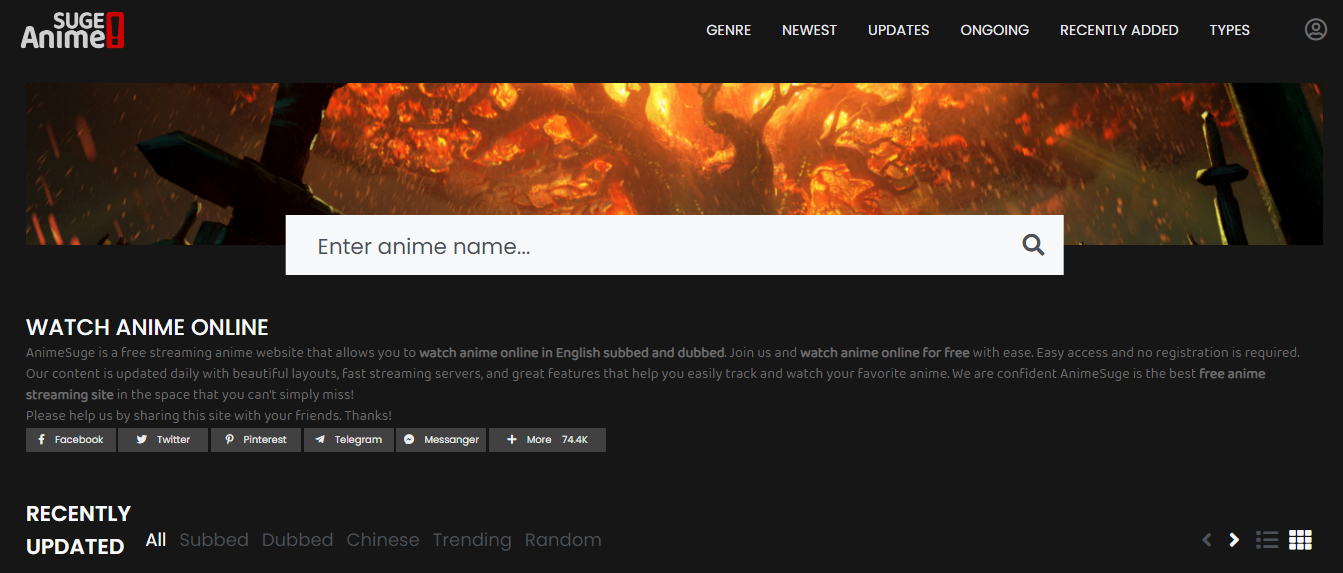 SUGE
Anime!
GENRE NEWEST UPDATES ONGOING RECENTLY ADDED TYPES
Enter anime name...
WATCH ANIME ONLINE
AnimeSuge is a free streaming anime website that allows you to watch anime online in English subbed and dubbed. Join us and watch anime online for free with ease. Easy access and no registration is required.
Our content is updated daily with beautiful layouts, fast streaming servers, and great features that help you easily track and watch your favorite anime. We are confident AnimeSuge is the best free anime
streaming site in the space that you can't simply miss!
Please help us by sharing this site with your friends. Thanks!
Facebook Twitter Pinterest Telegram Messanger More 74.4K
RECENTLY
UPDATED All Subbed Dubbed Chinese Trending Random